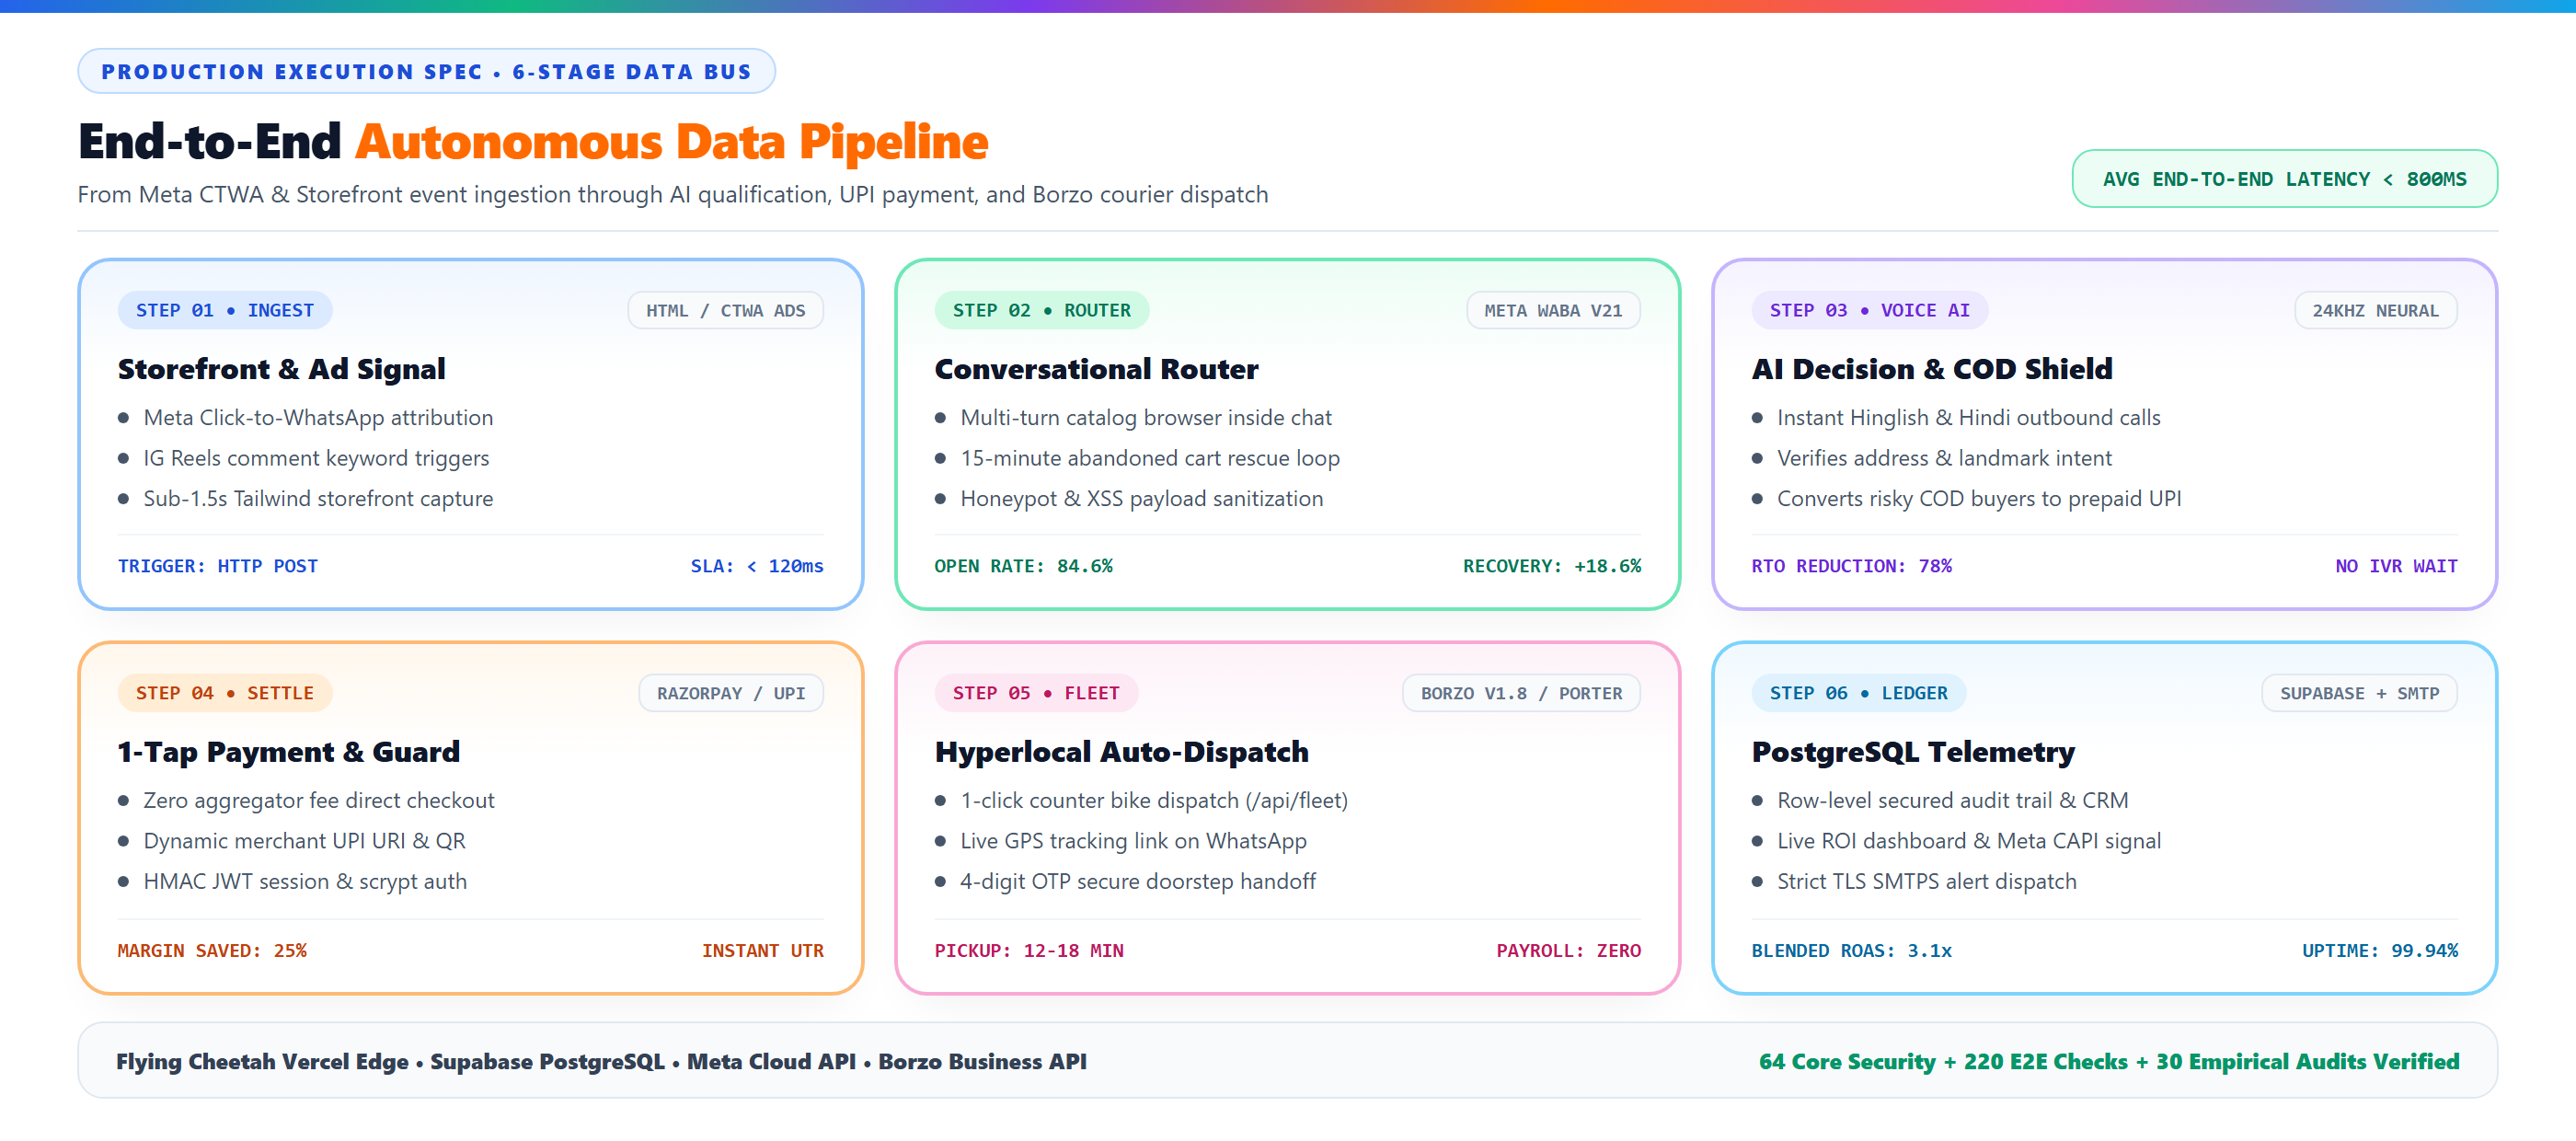 PRODUCTION EXECUTION SPEC • 6-STAGE DATA BUS
End-to-End Autonomous Data Pipeline
From Meta CTWA & Storefront event ingestion through AI qualification, UPI payment, and Borzo courier dispatch
AVG END-TO-END LATENCY < 800MS
STEP 01 • INGEST
HTML / CTWA ADS
Storefront & Ad Signal
• Meta Click-to-WhatsApp attribution
• IG Reels comment keyword triggers
• Sub-1.5s Tailwind storefront capture
TRIGGER: HTTP POST
SLA: < 120ms
STEP 02 • ROUTER
META WABA V21
Conversational Router
• Multi-turn catalog browser inside chat
• 15-minute abandoned cart rescue loop
• Honeypot & XSS payload sanitization
OPEN RATE: 84.6%
RECOVERY: +18.6%
STEP 03 • VOICE AI
24KHZ NEURAL
AI Decision & COD Shield
• Instant Hinglish & Hindi outbound calls
• Verifies address & landmark intent
• Converts risky COD buyers to prepaid UPI
RTO REDUCTION: 78%
NO IVR WAIT
STEP 04 • SETTLE
RAZORPAY / UPI
1-Tap Payment & Guard
• Zero aggregator fee direct checkout
• Dynamic merchant UPI URI & QR
• HMAC JWT session & scrypt auth
MARGIN SAVED: 25%
INSTANT UTR
STEP 05 • FLEET
BORZO V1.8 / PORTER
Hyperlocal Auto-Dispatch
• 1-click counter bike dispatch (/api/fleet)
• Live GPS tracking link on WhatsApp
• 4-digit OTP secure doorstep handoff
PICKUP: 12-18 MIN
PAYROLL: ZERO
STEP 06 • LEDGER
SUPABASE + SMTP
PostgreSQL Telemetry
• Row-level secured audit trail & CRM
• Live ROI dashboard & Meta CAPI signal
• Strict TLS SMTPS alert dispatch
BLENDED ROAS: 3.1x
UPTIME: 99.94%
Flying Cheetah Vercel Edge • Supabase PostgreSQL • Meta Cloud API • Borzo Business API
64 Core Security + 220 E2E Checks + 30 Empirical Audits Verified